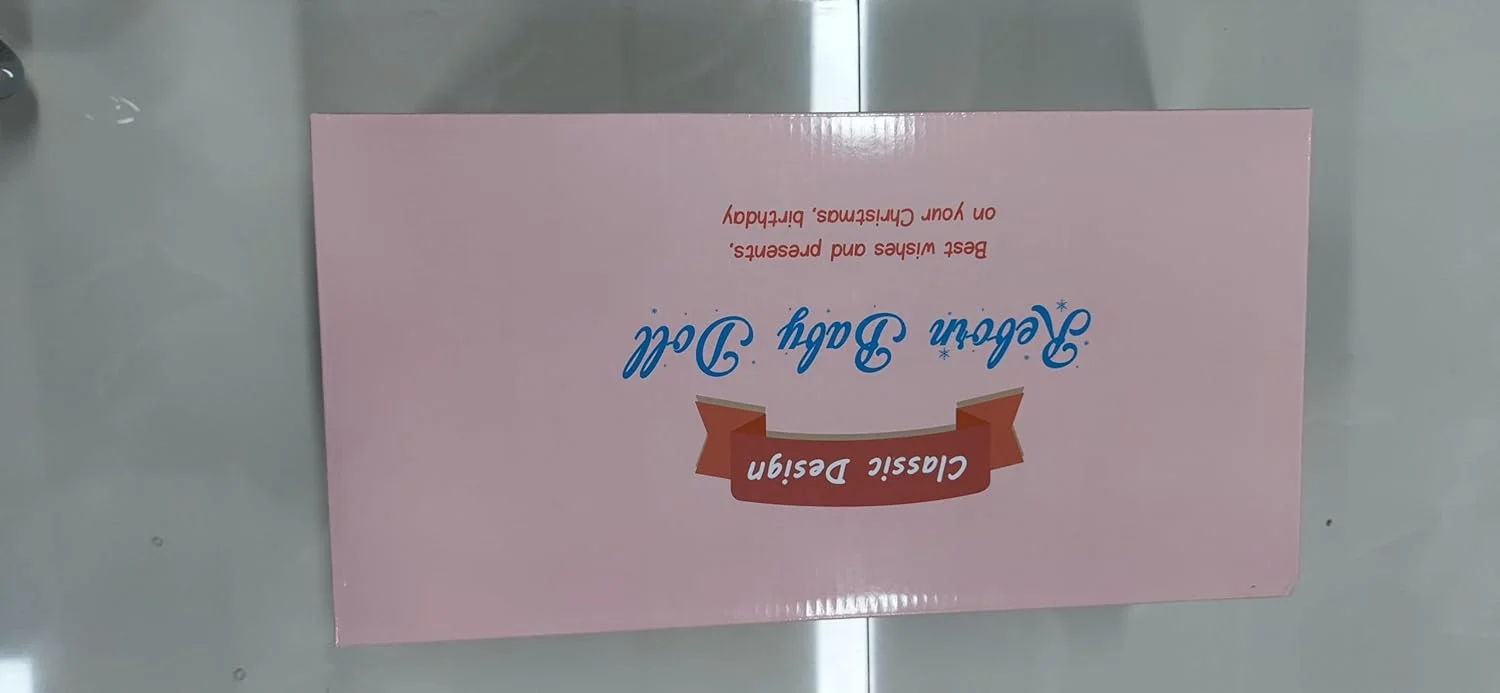 Classic Design
Reborn Baby Doll
Best wishes and presents,
on your Christmas, birthday